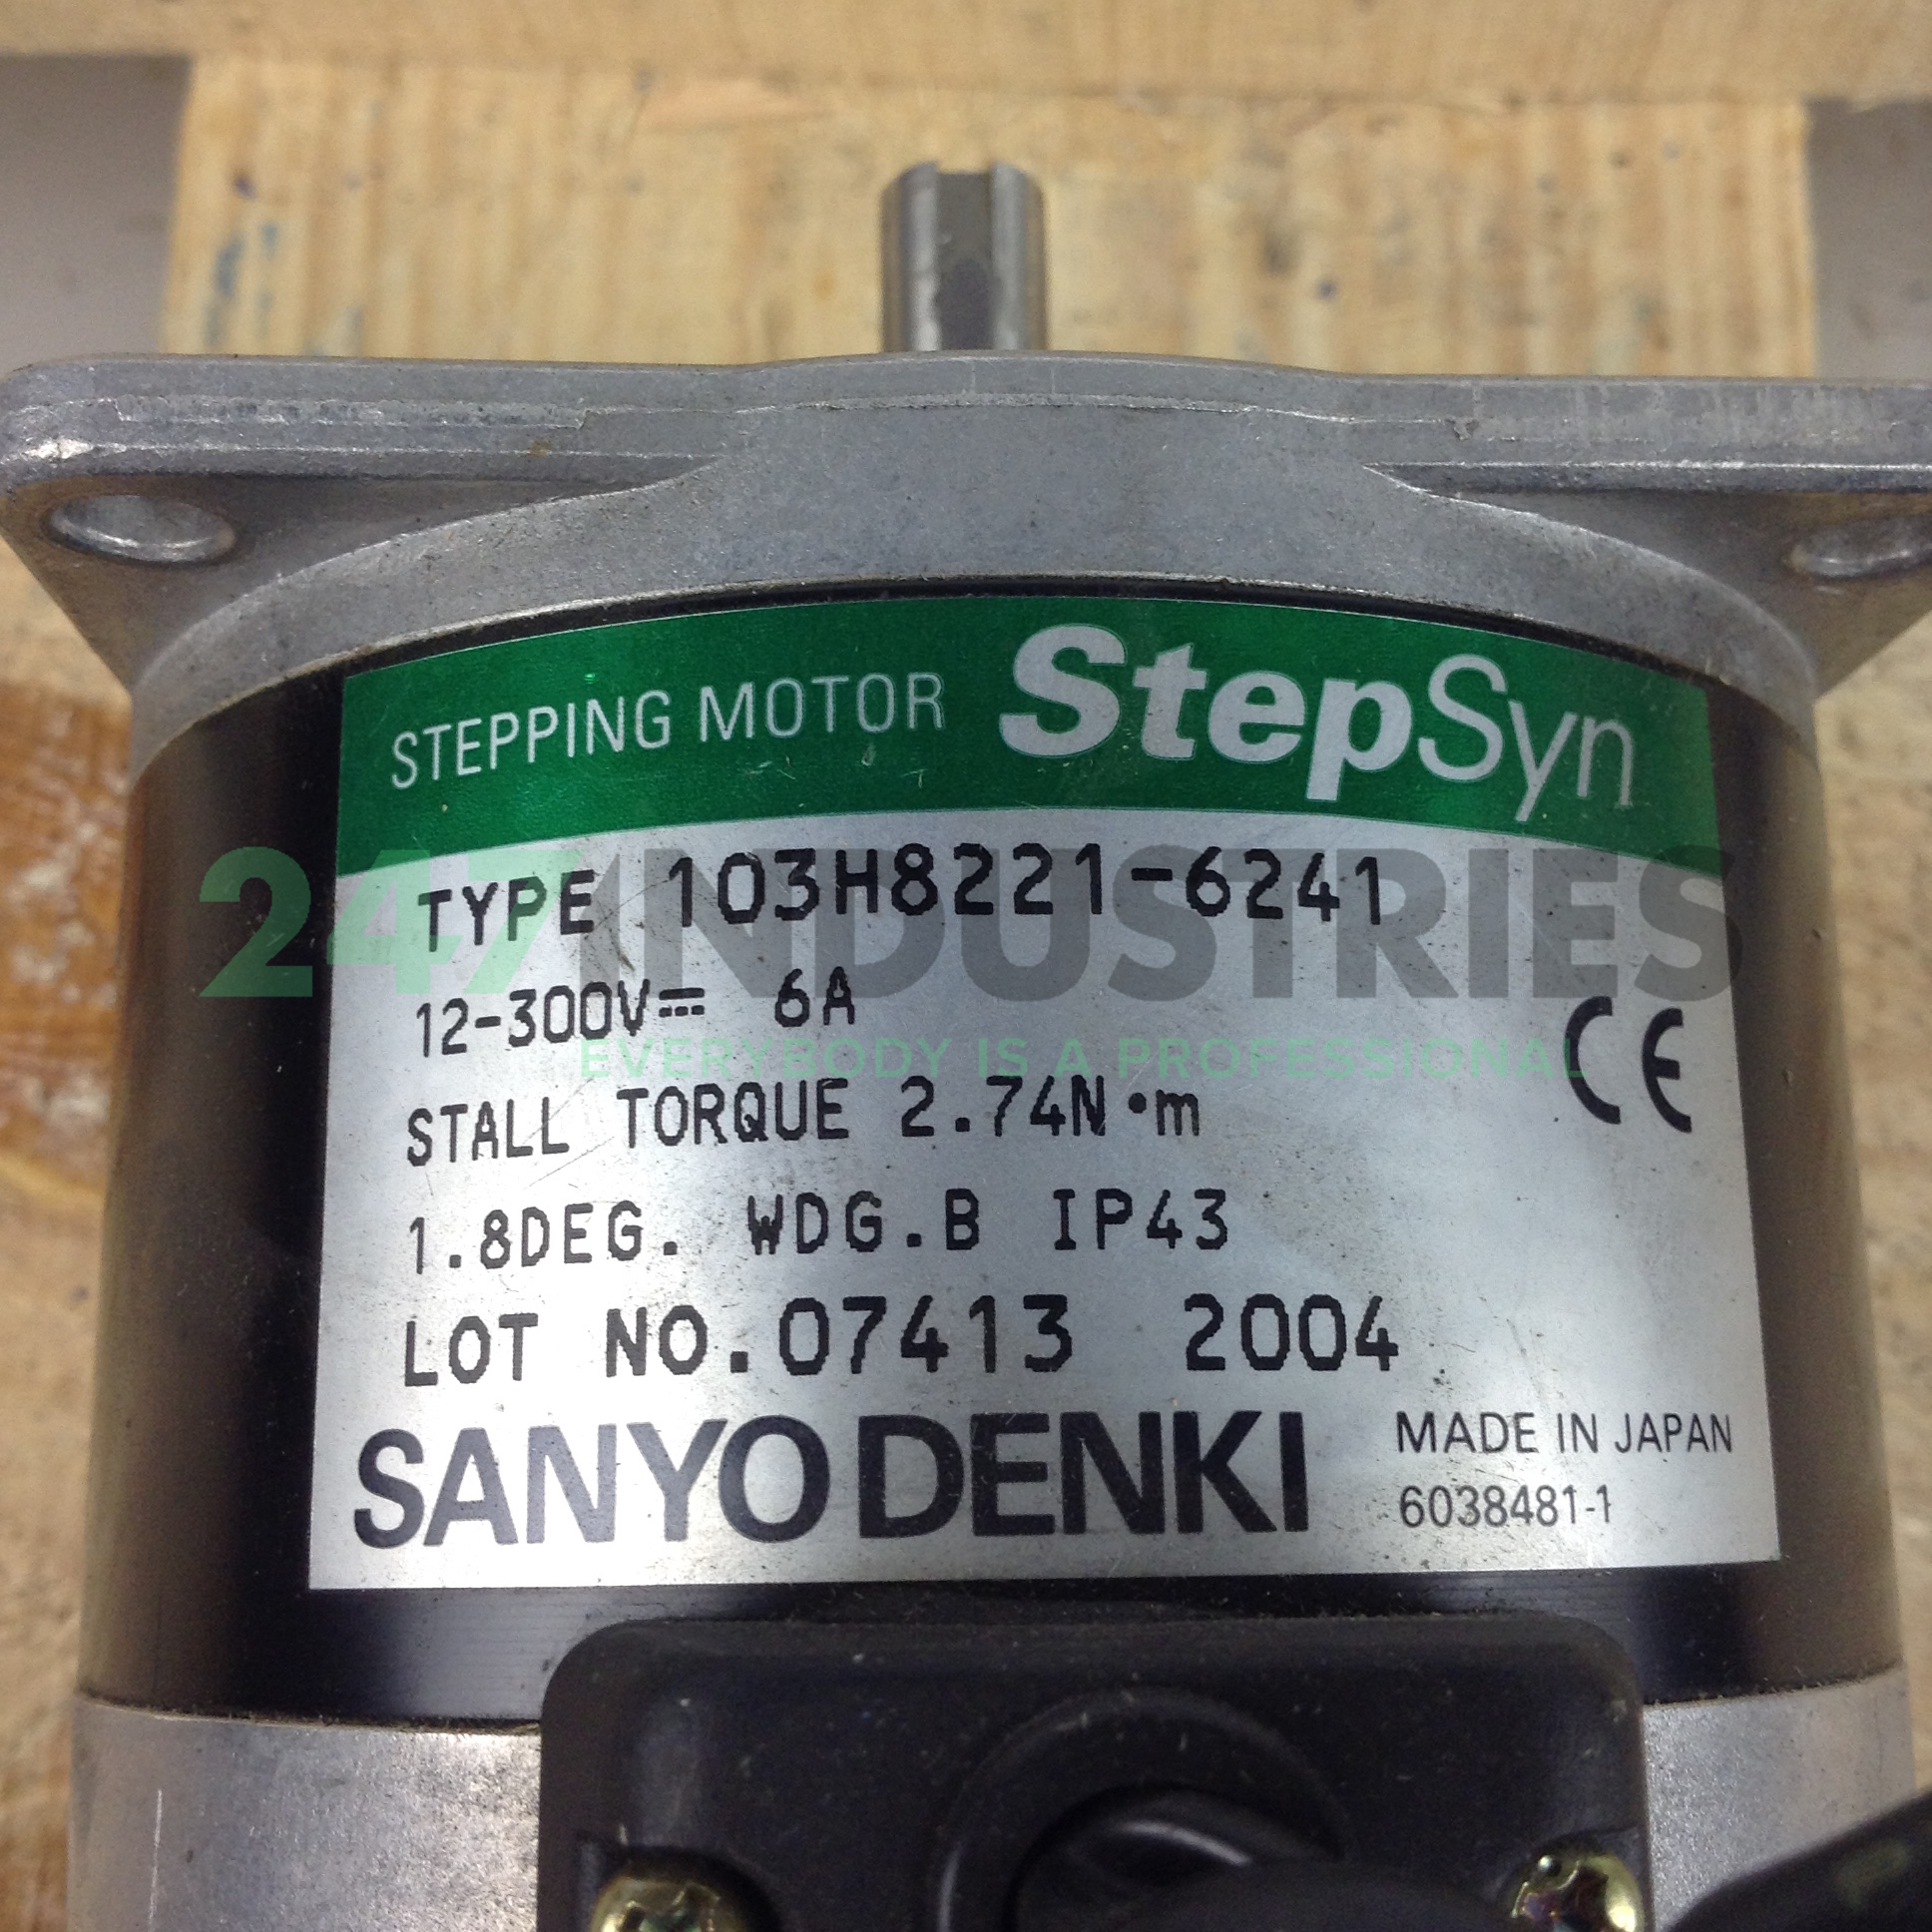 STEPPING MOTOR StepSyn
TYPE 103H8221-6241
247INDUSTRIES
12-300V⎓ 6A
EVERYBODY IS A PROFESSIONAL
CE
STALL TORQUE 2.74N•m
1.8DEG. WDG.B IP43
LOT NO.07413 2004
SANYO DENKI
MADE IN JAPAN
6038481-1